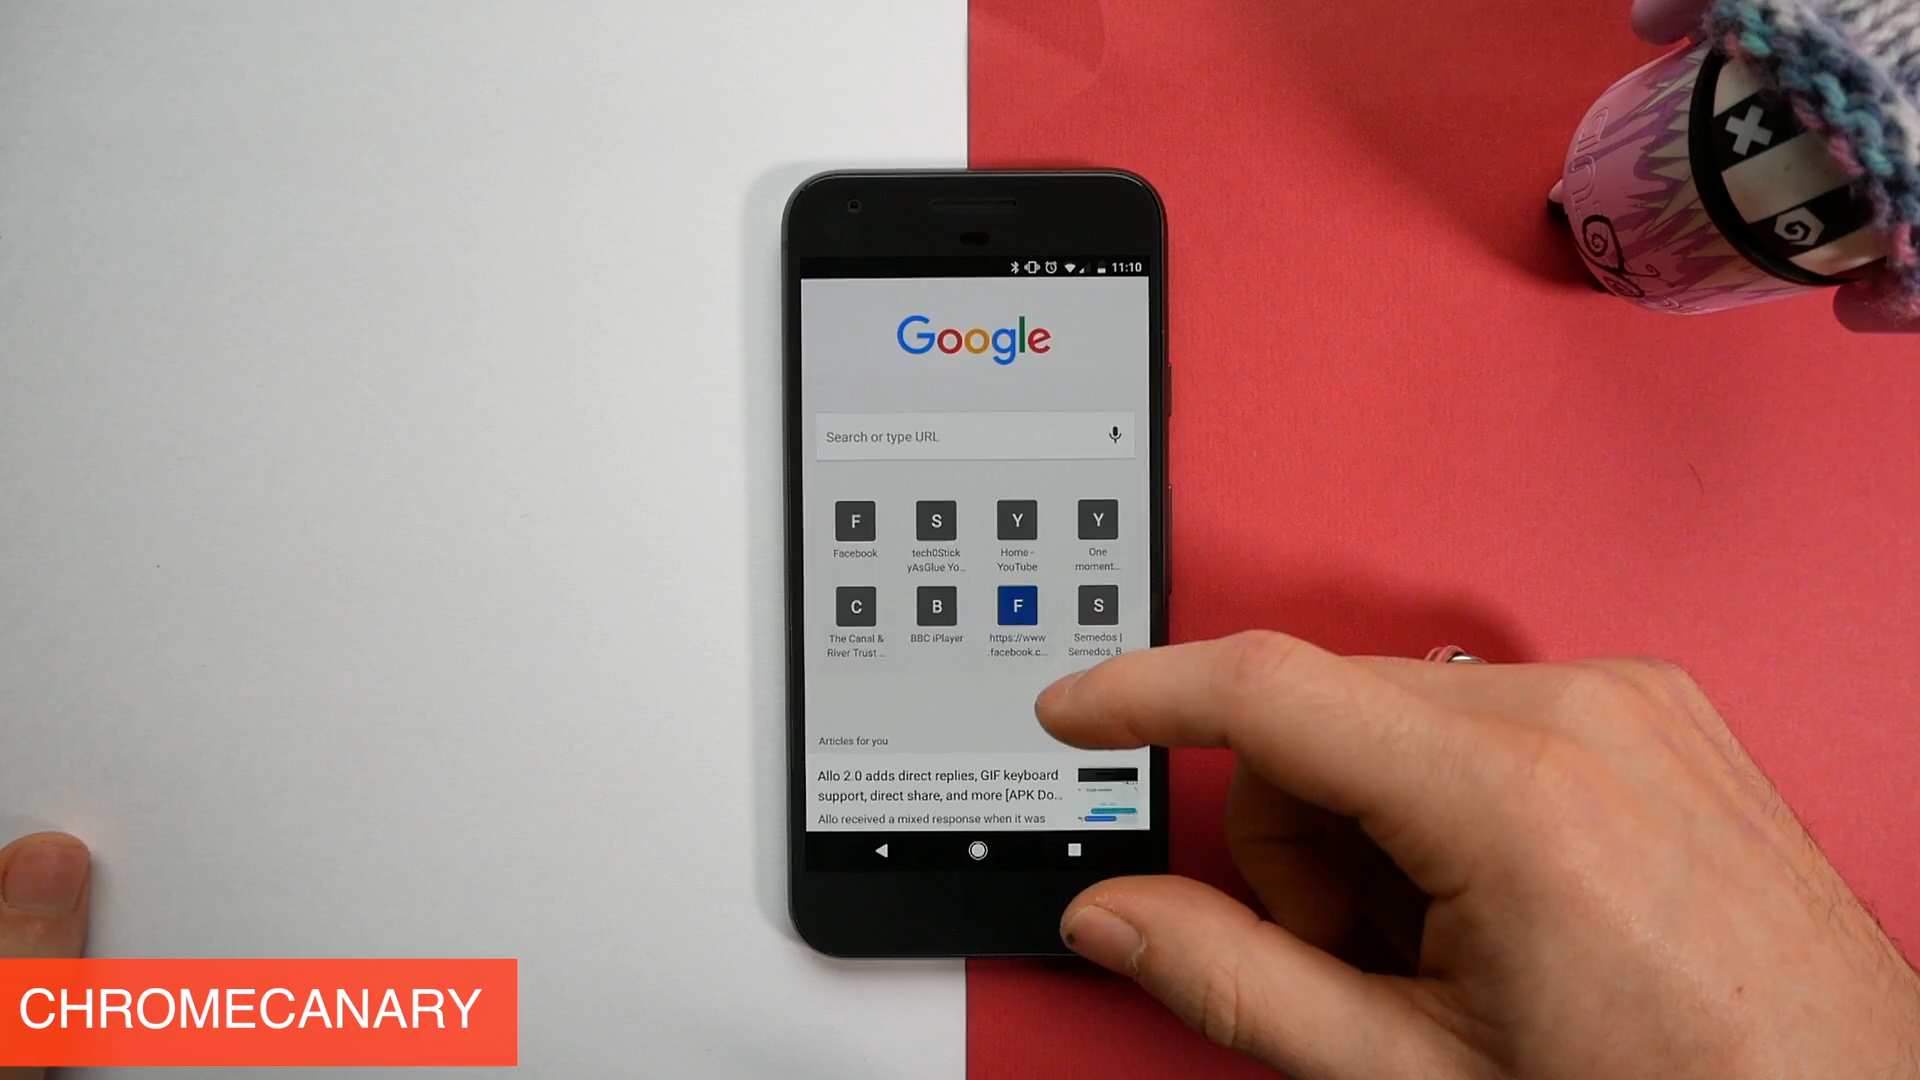 11:10
Google
Search or type URL
F
S
Y
Y
Facebook
tech0Stick
yAsGlue Yo...
Home -
YouTube
One
moment...
C
B
F
S
The Canal &
River Trust ...
BBC iPlayer
https://www
.facebook.c...
Semedos |
Semedos, B
Articles for you
Allo 2.0 adds direct replies, GIF keyboard
support, direct share, and more [APK Do...
Allo received a mixed response when it was
CHROMECANARY